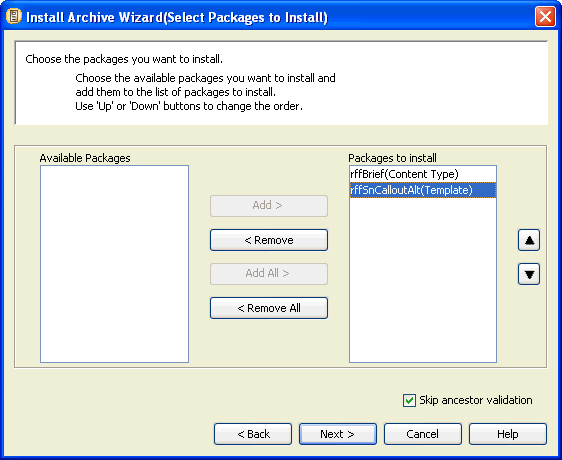 Install Archive Wizard(Select Packages to Install)
Choose the packages you want to install.
Choose the available packages you want to install and
add them to the list of packages to install.
Use 'Up' or 'Down' buttons to change the order.
Available Packages
Packages to install
rffBrief(Content Type)
rffSnCalloutAlt(Template)
Add >
< Remove
Add All >
< Remove All
Skip ancestor validation
< Back
Next >
Cancel
Help